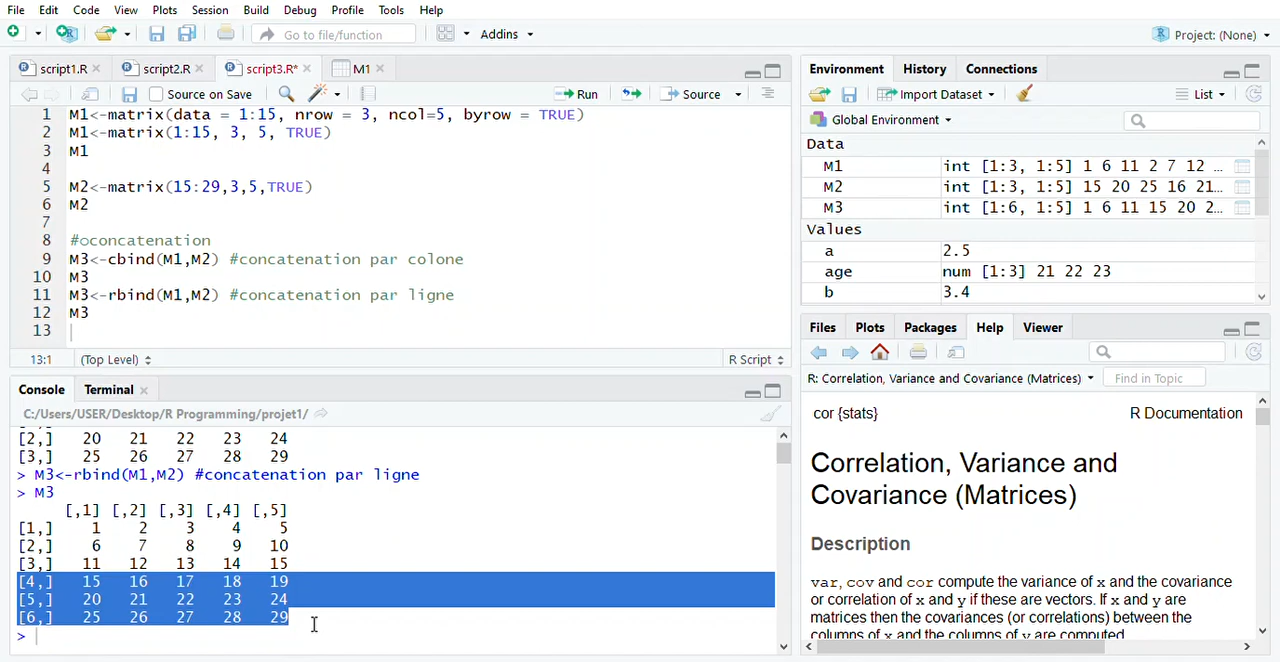 File Edit Code View Plots Session Build Debug Profile Tools Help
Go to file/function Addins Project: (None)
script1.R script2.R script3.R* M1
Source on Save Run Source
1 M1<-matrix(data = 1:15, nrow = 3, ncol=5, byrow = TRUE)
2 M1<-matrix(1:15, 3, 5, TRUE)
3 M1
4
5 M2<-matrix(15:29,3,5,TRUE)
6 M2
7
8 #oconcatenation
9 M3<-cbind(M1,M2) #concatenation par colone
10 M3
11 M3<-rbind(M1,M2) #concatenation par ligne
12 M3
13
13:1 (Top Level) R Script
Console Terminal
C:/Users/USER/Desktop/R Programming/projet1/
[2,] 20 21 22 23 24
[3,] 25 26 27 28 29
> M3<-rbind(M1,M2) #concatenation par ligne
> M3
[,1] [,2] [,3] [,4] [,5]
[1,] 1 2 3 4 5
[2,] 6 7 8 9 10
[3,] 11 12 13 14 15
[4,] 15 16 17 18 19
[5,] 20 21 22 23 24
[6,] 25 26 27 28 29
>
Environment History Connections
Import Dataset List
Global Environment
Data
M1 int [1:3, 1:5] 1 6 11 2 7 12 ...
M2 int [1:3, 1:5] 15 20 25 16 21...
M3 int [1:6, 1:5] 1 6 11 15 20 2...
Values
a 2.5
age num [1:3] 21 22 23
b 3.4
Files Plots Packages Help Viewer
R: Correlation, Variance and Covariance (Matrices) Find in Topic
cor {stats} R Documentation
Correlation, Variance and
Covariance (Matrices)
Description
var, cov and cor compute the variance of x and the covariance
or correlation of x and y if these are vectors. If x and y are
matrices then the covariances (or correlations) between the
columns of x and the columns of y are computed.